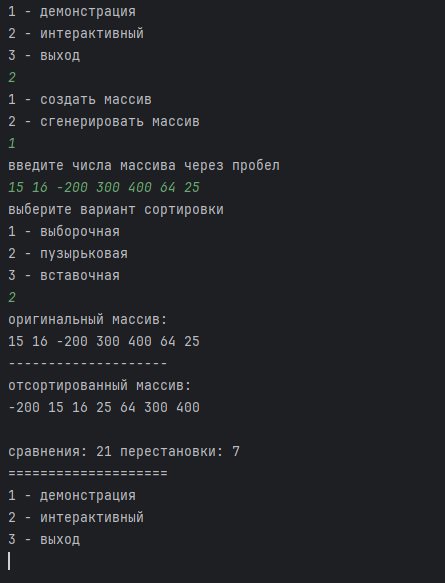 1 - демонстрация
2 - интерактивный
3 - выход
2
1 - создать массив
2 - сгенерировать массив
1
введите числа массива через пробел
15 16 -200 300 400 64 25
выберите вариант сортировки
1 - выборочная
2 - пузырьковая
3 - вставочная
2
оригинальный массив:
15 16 -200 300 400 64 25
--------------------
отсортированный массив:
-200 15 16 25 64 300 400
сравнения: 21 перестановки: 7
====================
1 - демонстрация
2 - интерактивный
3 - выход